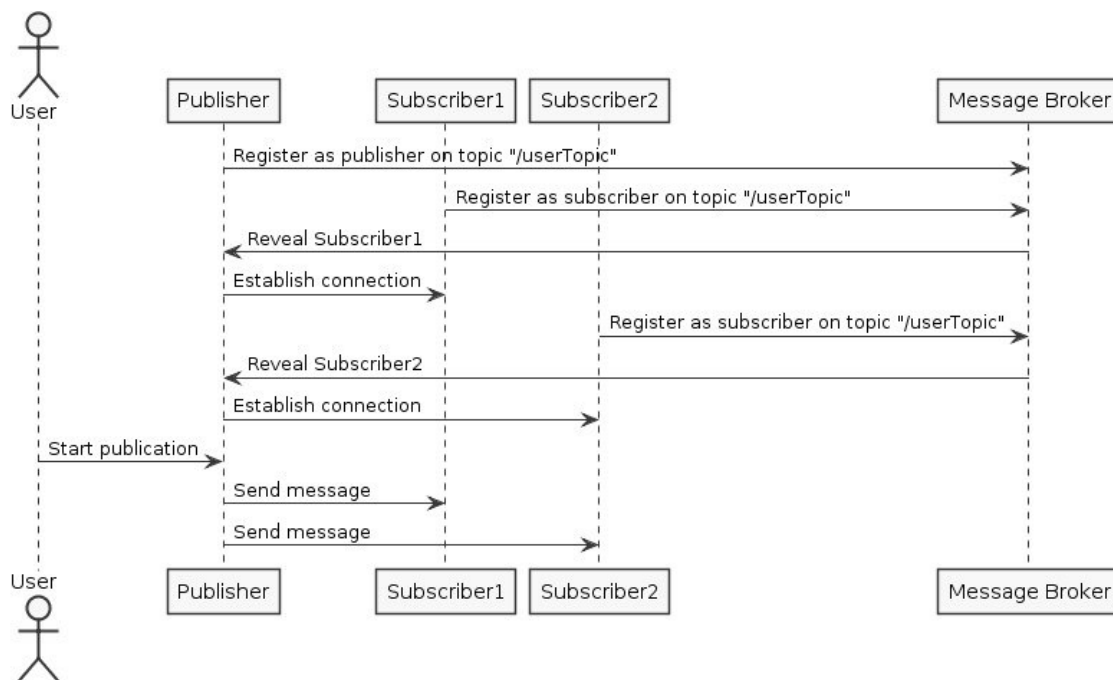 User
Publisher
Subscriber1
Subscriber2
Message Broker
Register as publisher on topic "/userTopic"
Register as subscriber on topic "/userTopic"
Reveal Subscriber1
Establish connection
Register as subscriber on topic "/userTopic"
Reveal Subscriber2
Establish connection
Start publication
Send message
Send message
User
Publisher
Subscriber1
Subscriber2
Message Broker